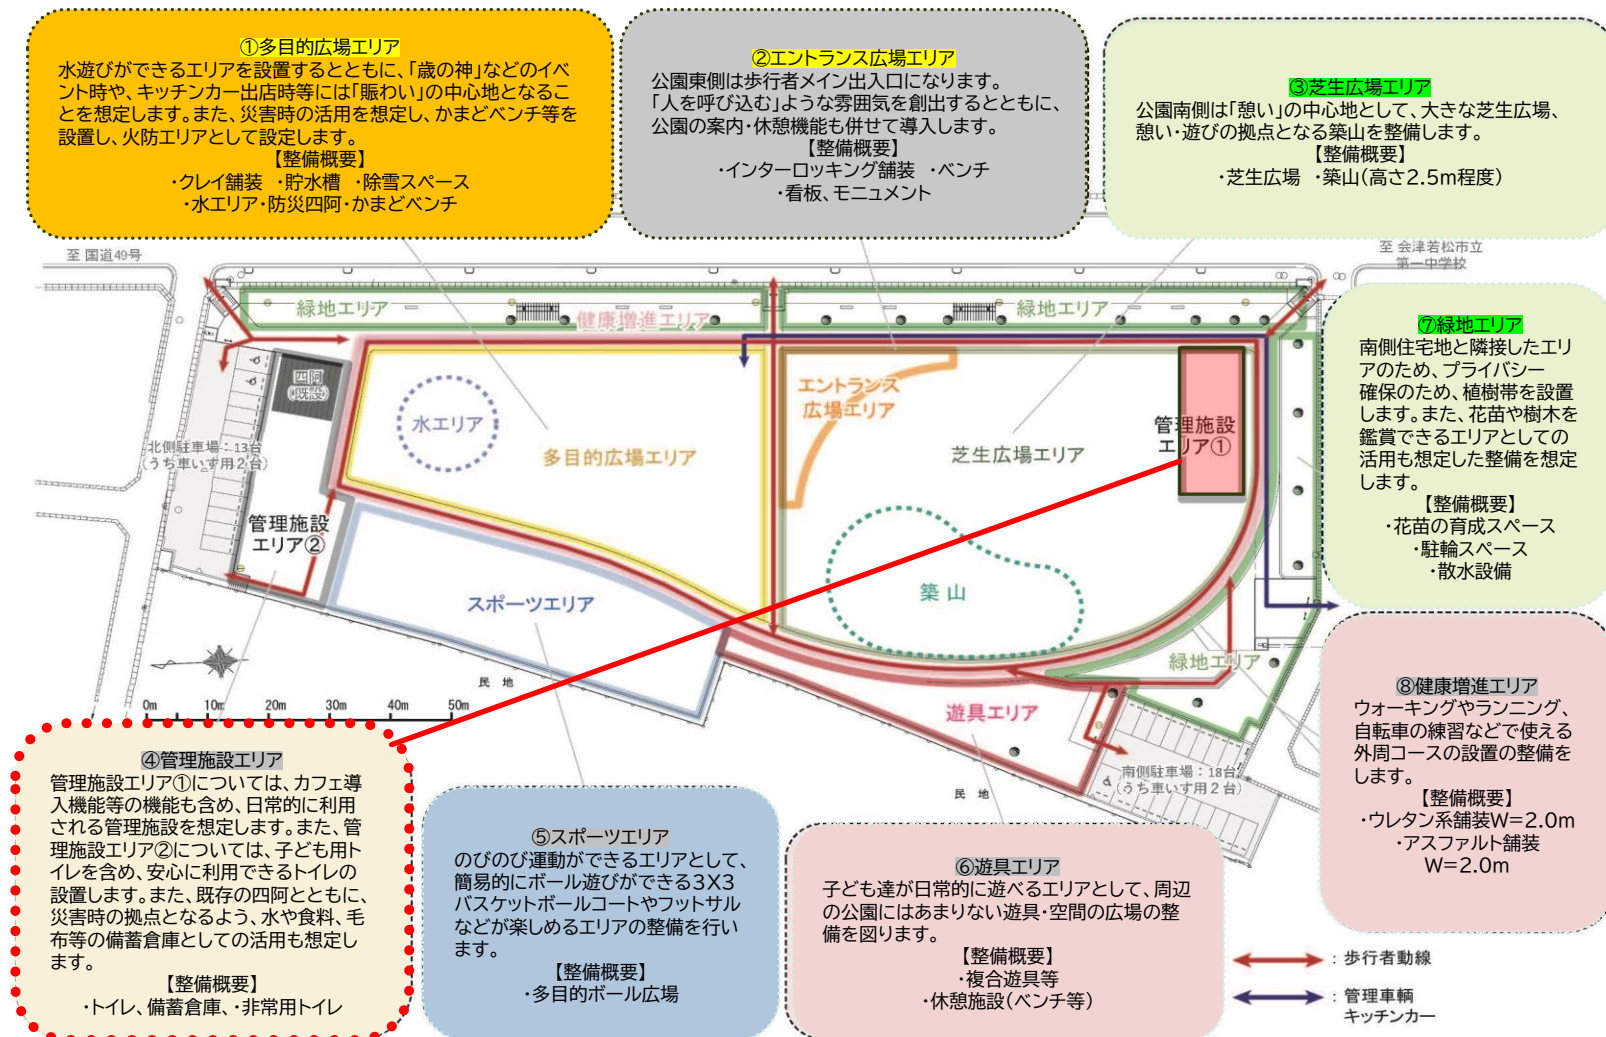 ①多目的広場エリア
水遊びができるエリアを設置するとともに、「歳の神」などのイベ
ント時や、キッチンカー出店時等には「賑わい」の中心地となるこ
とを想定します。また、災害時の活用を想定し、かまどベンチ等を
設置し、火防エリアとして設定します。
【整備概要】
・クレイ舗装　・貯水槽　・除雪スペース
・水エリア・防災四阿・かまどベンチ
②エントランス広場エリア
公園東側は歩行者メイン出入口になります。
「人を呼び込む」ような雰囲気を創出するとともに、
公園の案内・休憩機能も併せて導入します。
【整備概要】
・インターロッキング舗装　・ベンチ
・看板、モニュメント
③芝生広場エリア
公園南側は「憩い」の中心地として、大きな芝生広場、
憩い・遊びの拠点となる築山を整備します。
【整備概要】
・芝生広場　・築山(高さ2.5m程度)
至 国道49号
至 会津若松市立
第一中学校
緑地エリア
健康増進エリア
緑地エリア
四阿
(既設)
水エリア
多目的広場エリア
エントランス
広場エリア
芝生広場エリア
管理施設
エリア①
北側駐車場：13台
(うち車いす用2台)
管理施設
エリア②
スポーツエリア
築 山
緑地エリア
遊具エリア
民 地
民 地
南側駐車場：18台
(うち車いす用2台)
0m 10m 20m 30m 40m 50m
⑦緑地エリア
南側住宅地と隣接したエリ
アのため、プライバシー
確保のため、植樹帯を設置
します。また、花苗や樹木を
鑑賞できるエリアとしての
活用も想定した整備を想定
します。
【整備概要】
・花苗の育成スペース
・駐輪スペース
・散水設備
⑧健康増進エリア
ウォーキングやランニング、
自転車の練習などで使える
外周コースの設置の整備を
します。
【整備概要】
・ウレタン系舗装W=2.0m
・アスファルト舗装
W=2.0m
④管理施設エリア
管理施設エリア①については、カフェ導
入機能等の機能も含め、日常的に利用
される管理施設を想定します。また、管
理施設エリア②については、子ども用ト
イレを含め、安心に利用できるトイレの
設置します。また、既存の四阿とともに、
災害時の拠点となるよう、水や食料、毛
布等の備蓄倉庫としての活用も想定し
ます。
【整備概要】
・トイレ、備蓄倉庫、・非常用トイレ
⑤スポーツエリア
のびのび運動ができるエリアとして、
簡易的にボール遊びができる3X3
バスケットボールコートやフットサル
などが楽しめるエリアの整備を行い
ます。
【整備概要】
・多目的ボール広場
⑥遊具エリア
子ども達が日常的に遊べるエリアとして、周辺
の公園にはあまりない遊具・空間の広場の整
備を図ります。
【整備概要】
・複合遊具等
・休憩施設(ベンチ等)
：歩行者動線
：管理車輌
キッチンカー